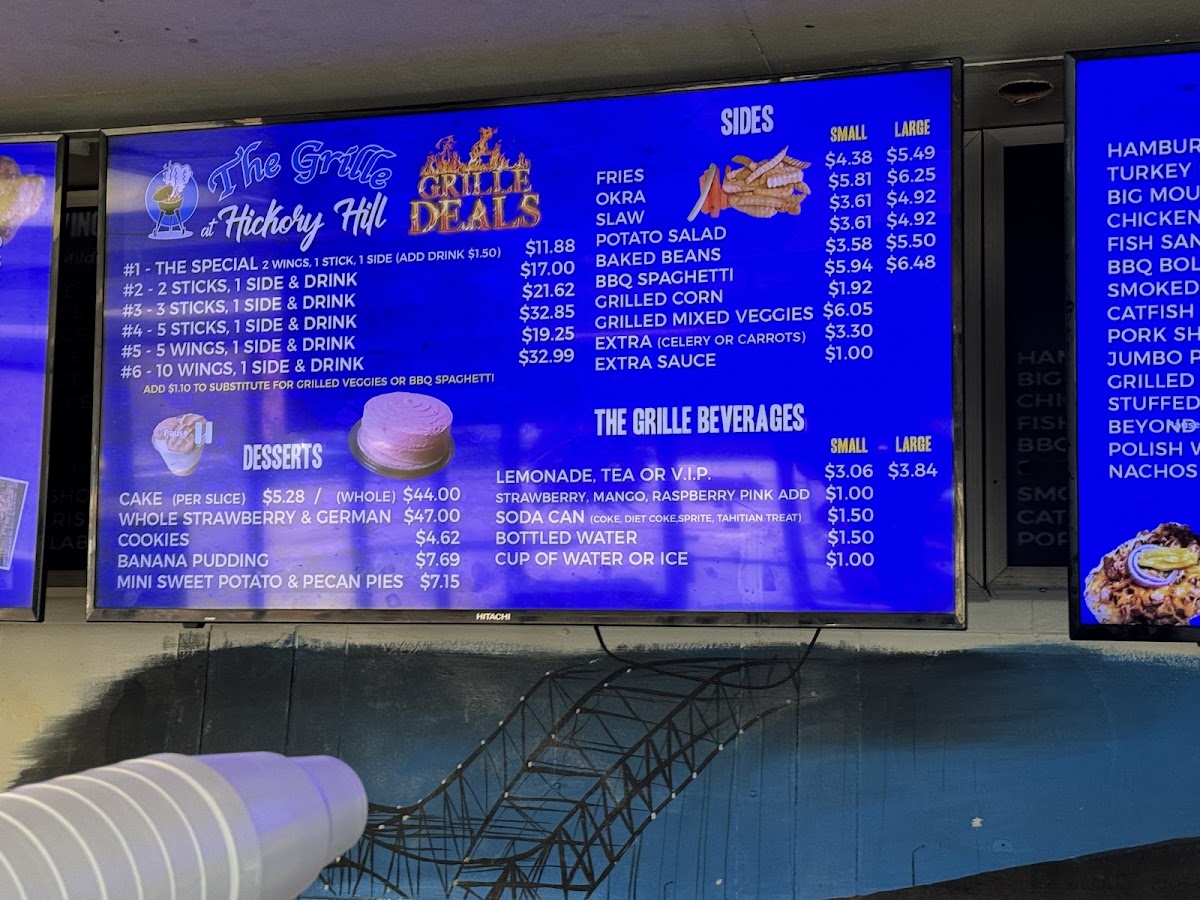 The Grille
at Hickory Hill
GRILLE
DEALS
#1 - THE SPECIAL 2 WINGS, 1 STICK, 1 SIDE (ADD DRINK $1.50) $11.88
#2 - 2 STICKS, 1 SIDE & DRINK $17.00
#3 - 3 STICKS, 1 SIDE & DRINK $21.62
#4 - 5 STICKS, 1 SIDE & DRINK $32.85
#5 - 5 WINGS, 1 SIDE & DRINK $19.25
#6 - 10 WINGS, 1 SIDE & DRINK $32.99
ADD $1.10 TO SUBSTITUTE FOR GRILLED VEGGIES OR BBQ SPAGHETTI
Pause
DESSERTS
CAKE (PER SLICE) $5.28 / (WHOLE) $44.00
WHOLE STRAWBERRY & GERMAN $47.00
COOKIES $4.62
BANANA PUDDING $7.69
MINI SWEET POTATO & PECAN PIES $7.15
SIDES
SMALL LARGE
FRIES $4.38 $5.49
OKRA $5.81 $6.25
SLAW $3.61 $4.92
POTATO SALAD $3.61 $4.92
BAKED BEANS $3.58 $5.50
BBQ SPAGHETTI $5.94 $6.48
GRILLED CORN $1.92
GRILLED MIXED VEGGIES $6.05
EXTRA (CELERY OR CARROTS) $3.30
EXTRA SAUCE $1.00
THE GRILLE BEVERAGES
SMALL LARGE
LEMONADE, TEA OR V.I.P. $3.06 $3.84
STRAWBERRY, MANGO, RASPBERRY PINK ADD $1.00
SODA CAN (COKE, DIET COKE,SPRITE, TAHITIAN TREAT) $1.50
BOTTLED WATER $1.50
CUP OF WATER OR ICE $1.00
HITACHI
HAMBUR
TURKEY
BIG MOU
CHICKEN
FISH SAN
BBQ BOL
SMOKED
CATFISH
PORK SH
JUMBO P
GRILLED
STUFFED
BEYON
POLISH
NACHOS
HAM
BIG
CHI
FISH
BBQ
SMO
CAT
POR